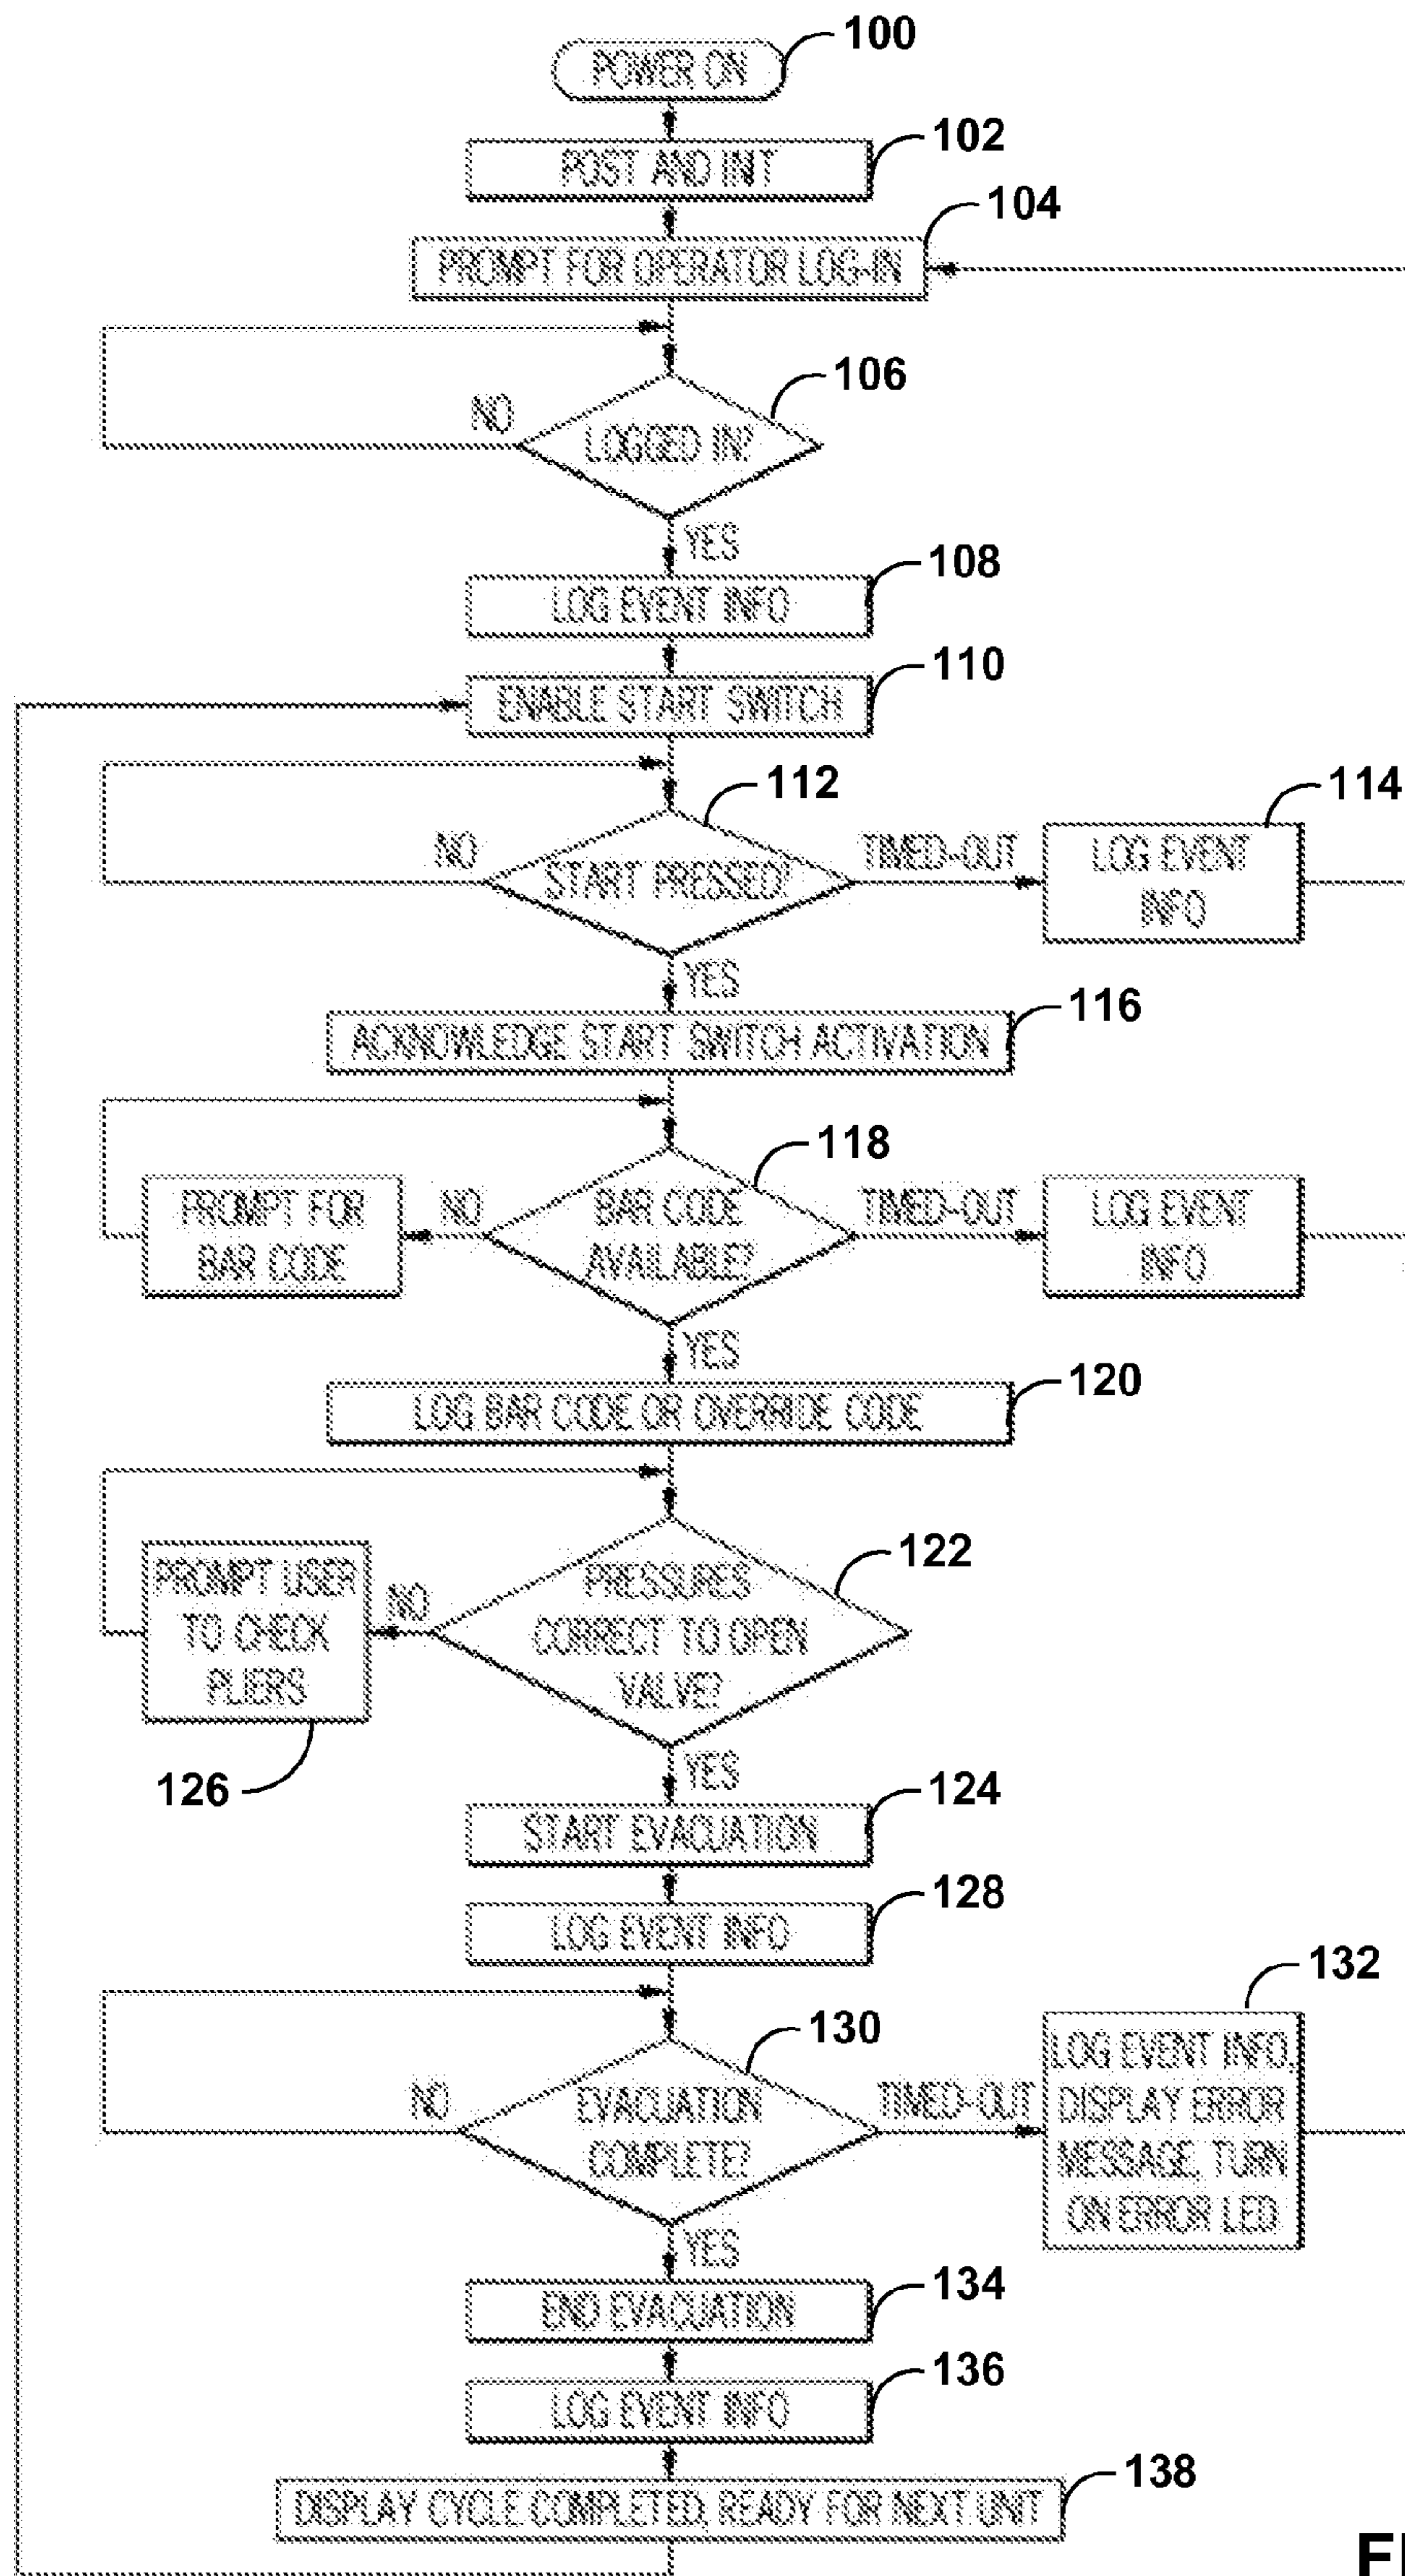 100
POWER ON
102
POST AND INIT
104
PROMPT FOR OPERATOR LOG-IN
106
NO
LOGGED IN?
YES
108
LOG EVENT INFO
110
ENABLE START SWITCH
112
114
NO
START PRESSED?
TIMED-OUT
LOG EVENT
INFO
YES
116
ACKNOWLEDGE START SWITCH ACTIVATION
118
PROMPT FOR
BAR CODE
NO
BAR CODE
AVAILABLE?
TIMED-OUT
LOG EVENT
INFO
YES
120
LOG BAR CODE OR OVERRIDE CODE
122
PROMPT USER
TO CHECK
PLIERS
126
NO
PRESSURES
CORRECT TO OPEN
VALVE?
YES
124
START EVACUATION
128
LOG EVENT INFO
130
132
NO
EVACUATION
COMPLETE?
TIMED-OUT
LOG EVENT INFO,
DISPLAY ERROR
MESSAGE, TURN
ON ERROR LED
YES
134
END EVACUATION
136
LOG EVENT INFO
138
DISPLAY CYCLE COMPLETED, READY FOR NEXT UNIT